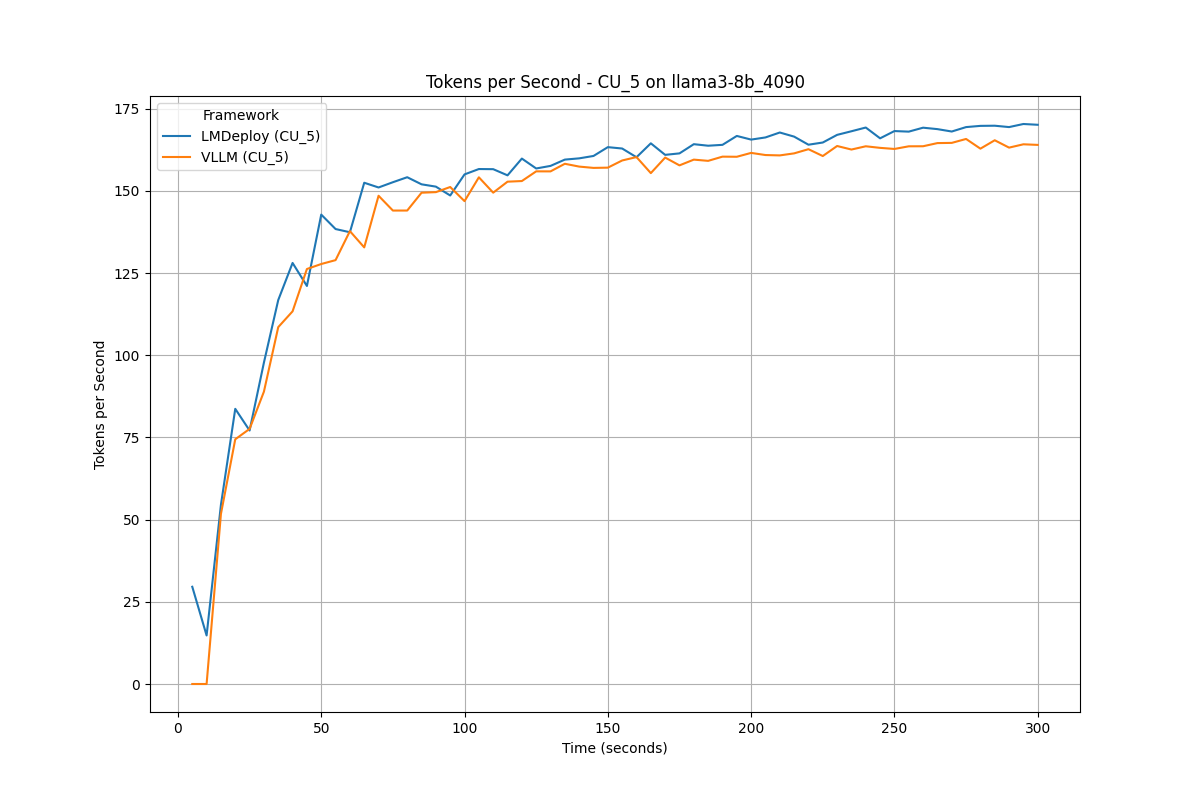 Tokens per Second - CU_5 on llama3-8b_4090
Framework
LMDeploy (CU_5)
VLLM (CU_5)
175
150
125
100
75
50
25
0
Tokens per Second
0 50 100 150 200 250 300
Time (seconds)